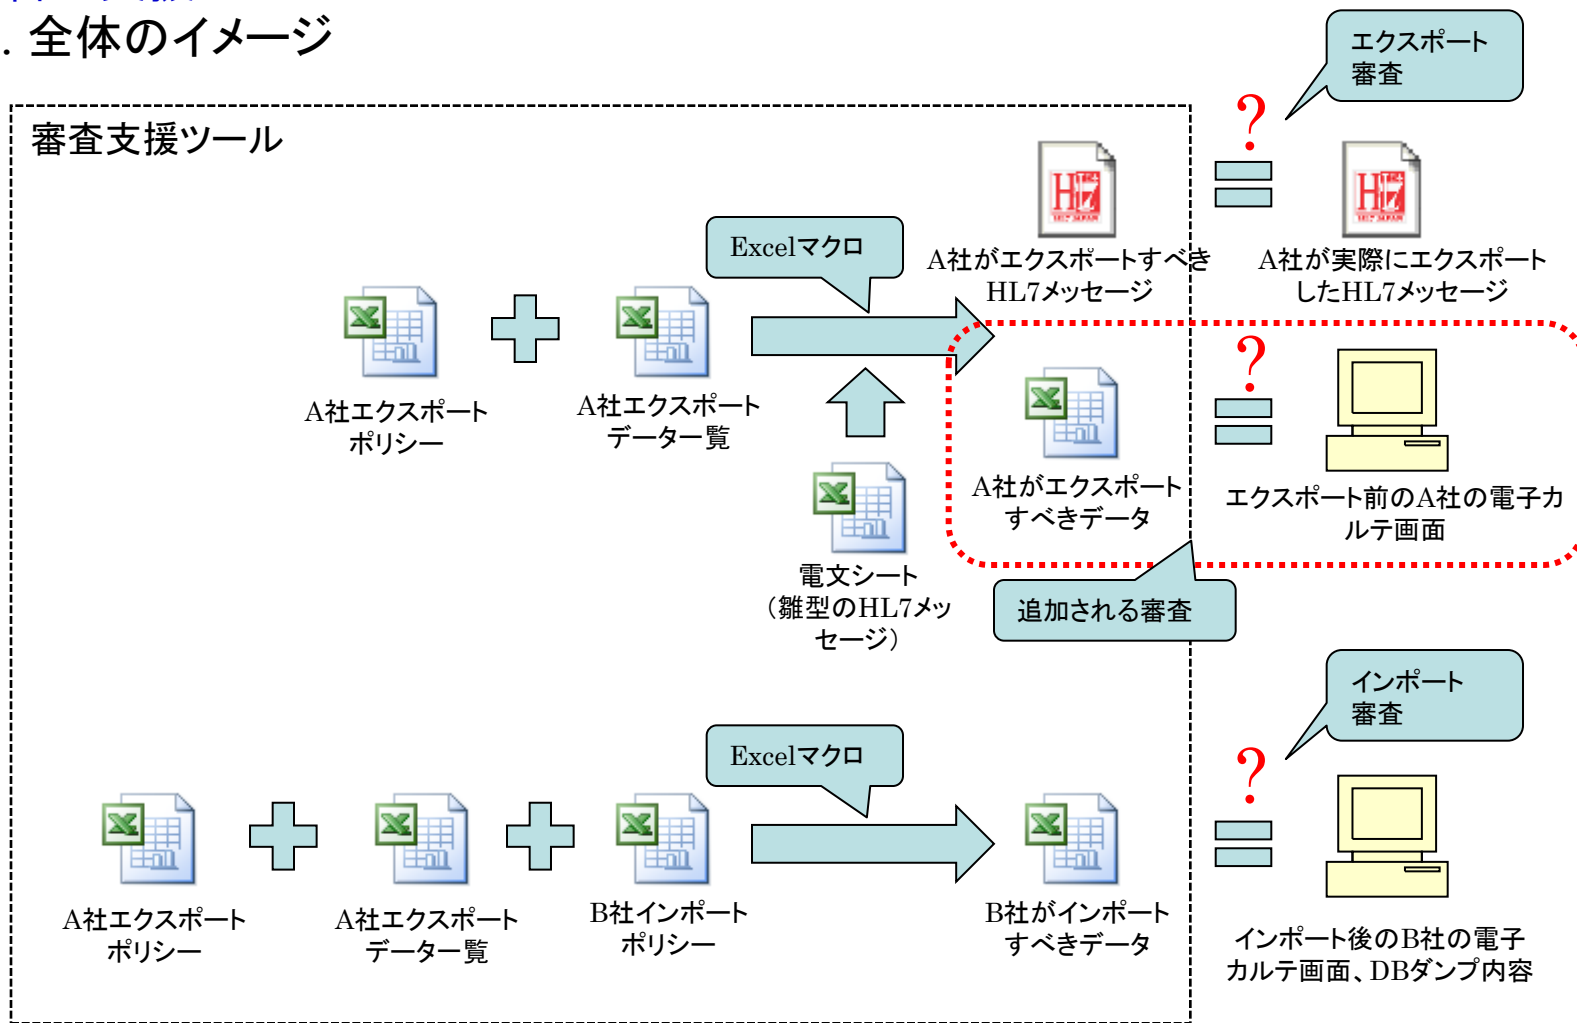 . 全体のイメージ
エクスポート
審査
審査支援ツール
?
Excelマクロ
A社がエクスポートすべき
HL7メッセージ
A社が実際にエクスポート
したHL7メッセージ
A社エクスポート
ポリシー
A社エクスポート
データ一覧
?
A社がエクスポート
すべきデータ
エクスポート前のA社の電子カ
ルテ画面
電文シート
（雛型のHL7メッ
セージ）
追加される審査
インポート
審査
Excelマクロ
?
A社エクスポート
ポリシー
A社エクスポート
データ一覧
B社インポート
ポリシー
B社がインポート
すべきデータ
インポート後のB社の電子
カルテ画面、DBダンプ内容